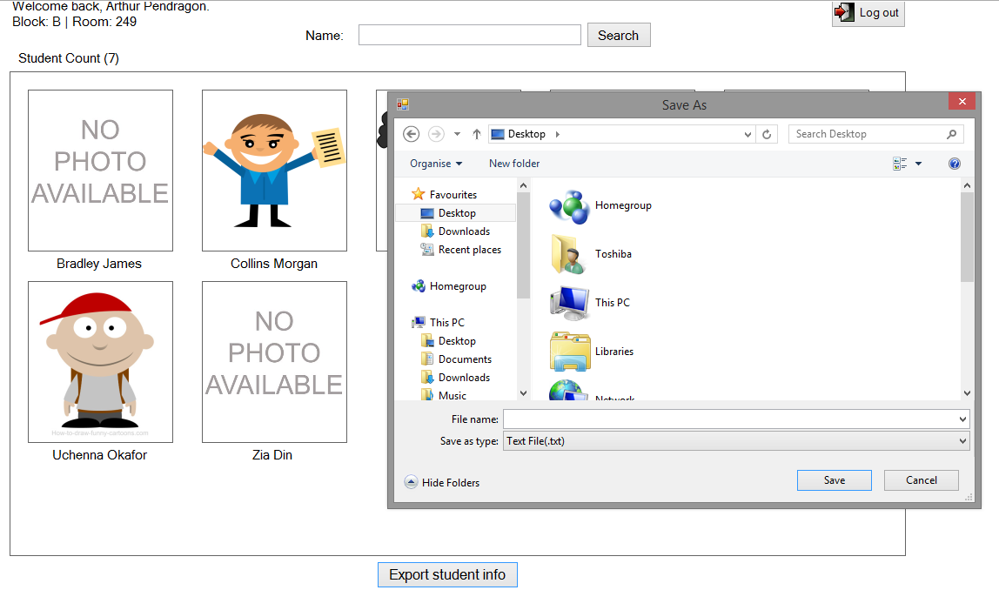 Welcome back, Arthur Pendragon.
Block: B | Room: 249
Log out
Name:
Search
Student Count (7)
NO
PHOTO
AVAILABLE
Bradley James
Collins Morgan
NO
PHOTO
AVAILABLE
How-to-draw-funny-cartoons.com
Uchenna Okafor
Zia Din
Save As
Desktop
Search Desktop
Organise
New folder
Favourites
Desktop
Downloads
Recent places
Homegroup
This PC
Desktop
Documents
Downloads
Music
Homegroup
Toshiba
This PC
Libraries
Network
File name:
Save as type: Text File(.txt)
Hide Folders
Save
Cancel
Export student info